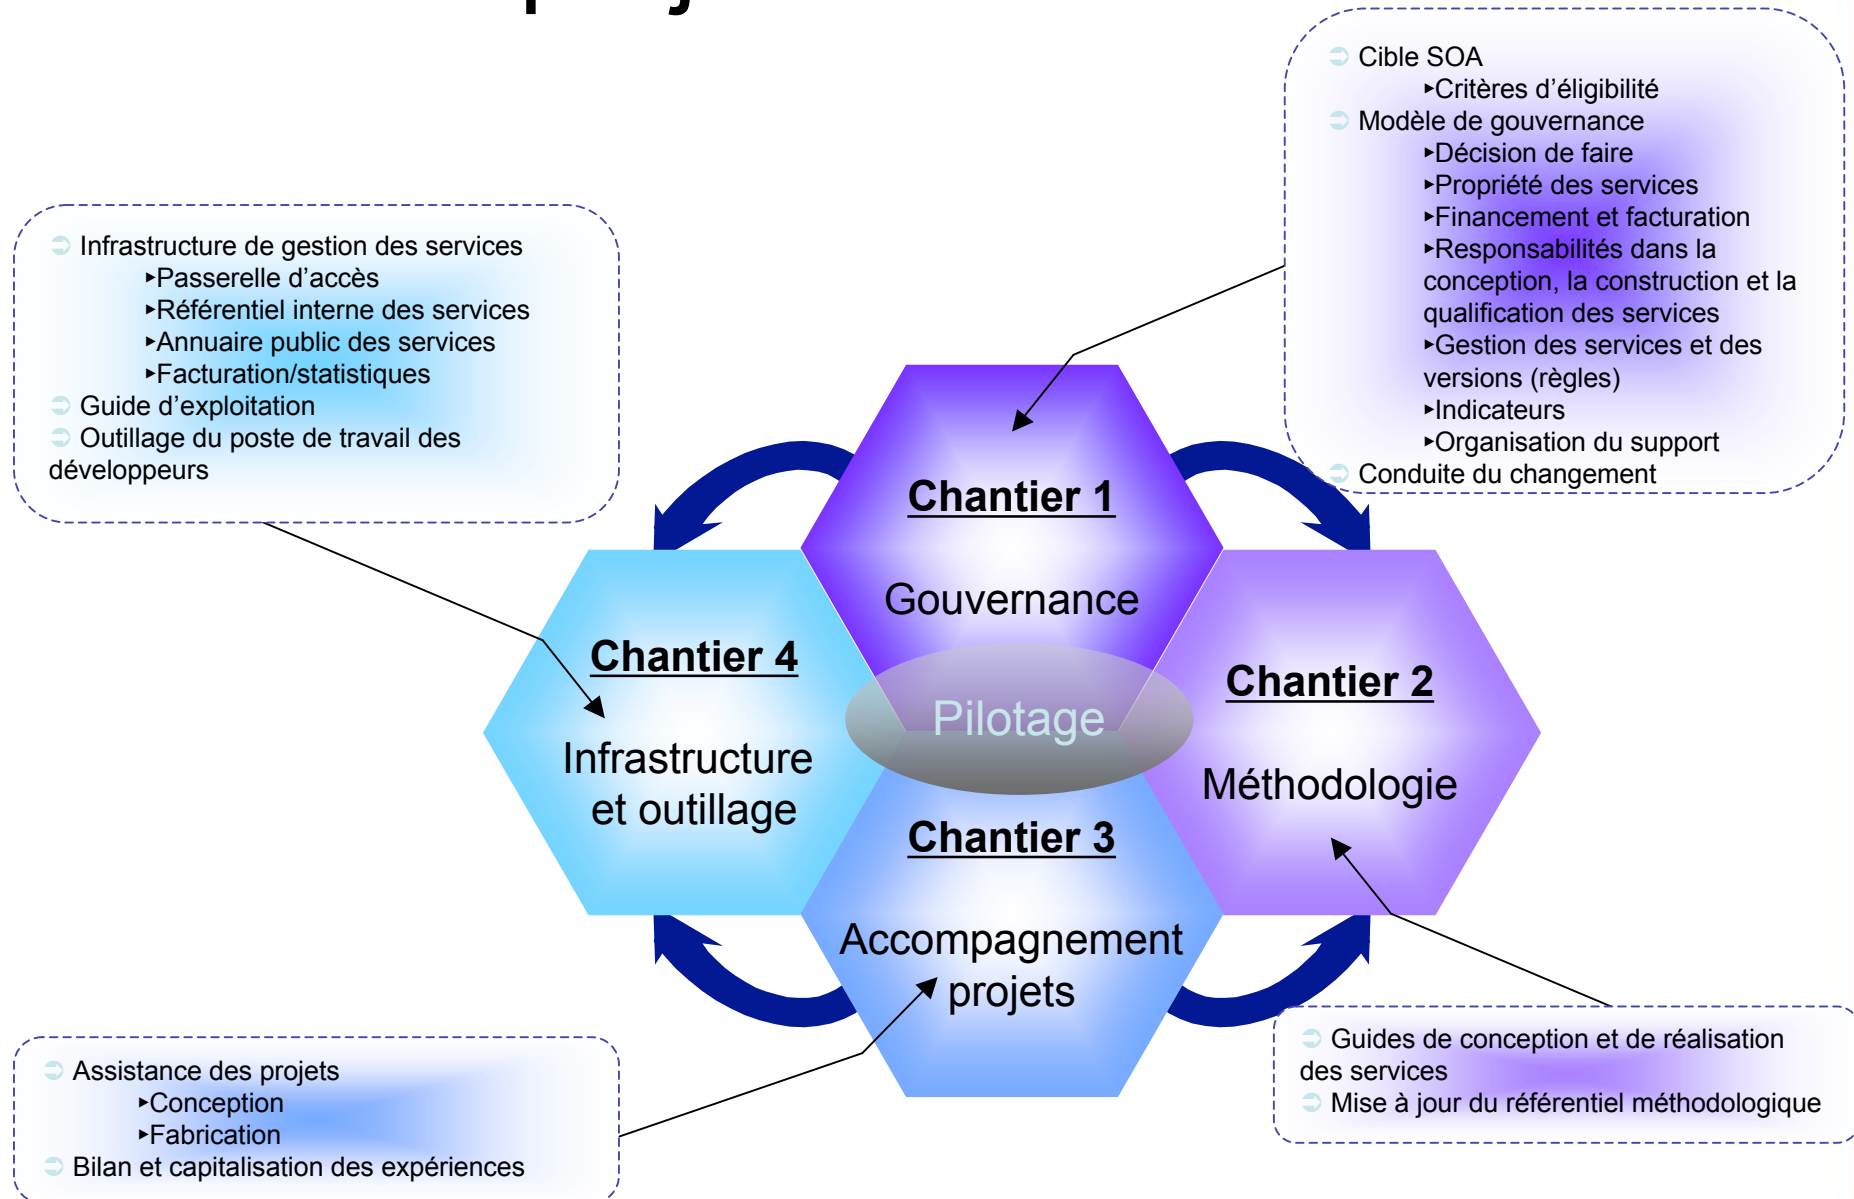 Cible SOA
▸Critères d’éligibilité
Modèle de gouvernance
▸Décision de faire
▸Propriété des services
▸Financement et facturation
▸Responsabilités dans la
conception, la construction et la
qualification des services
▸Gestion des services et des
versions (règles)
▸Indicateurs
▸Organisation du support
Conduite du changement
Infrastructure de gestion des services
▸Passerelle d’accès
▸Référentiel interne des services
▸Annuaire public des services
▸Facturation/statistiques
Guide d’exploitation
Outillage du poste de travail des
développeurs
Chantier 1
Gouvernance
Chantier 4
Infrastructure
et outillage
Pilotage
Chantier 2
Méthodologie
Chantier 3
Accompagnement
projets
Assistance des projets
▸Conception
▸Fabrication
Bilan et capitalisation des expériences
Guides de conception et de réalisation
des services
Mise à jour du référentiel méthodologique